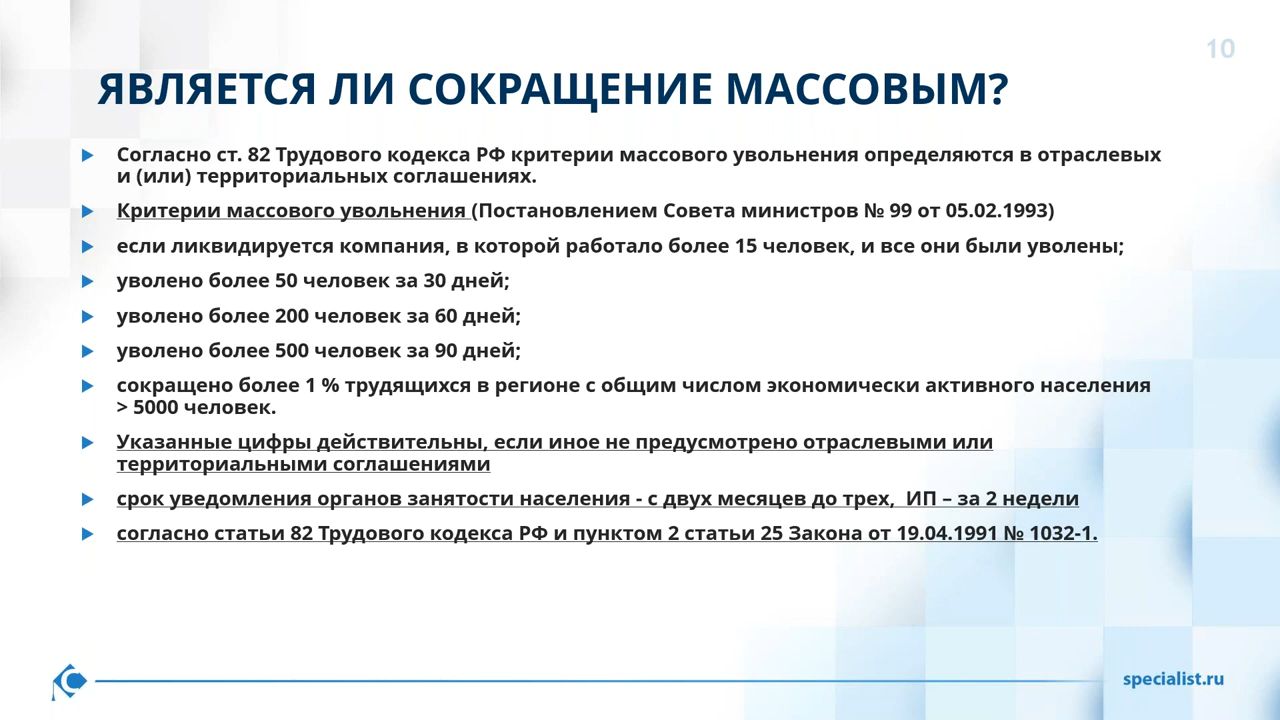 10
ЯВЛЯЕТСЯ ЛИ СОКРАЩЕНИЕ МАССОВЫМ?
Согласно ст. 82 Трудового кодекса РФ критерии массового увольнения определяются в отраслевых
и (или) территориальных соглашениях.
Критерии массового увольнения (Постановлением Совета министров № 99 от 05.02.1993)
если ликвидируется компания, в которой работало более 15 человек, и все они были уволены;
уволено более 50 человек за 30 дней;
уволено более 200 человек за 60 дней;
уволено более 500 человек за 90 дней;
сокращено более 1 % трудящихся в регионе с общим числом экономически активного населения
> 5000 человек.
Указанные цифры действительны, если иное не предусмотрено отраслевыми или
территориальными соглашениями
срок уведомления органов занятости населения - с двух месяцев до трех,  ИП – за 2 недели
согласно статьи 82 Трудового кодекса РФ и пунктом 2 статьи 25 Закона от 19.04.1991 № 1032-1.
specialist.ru